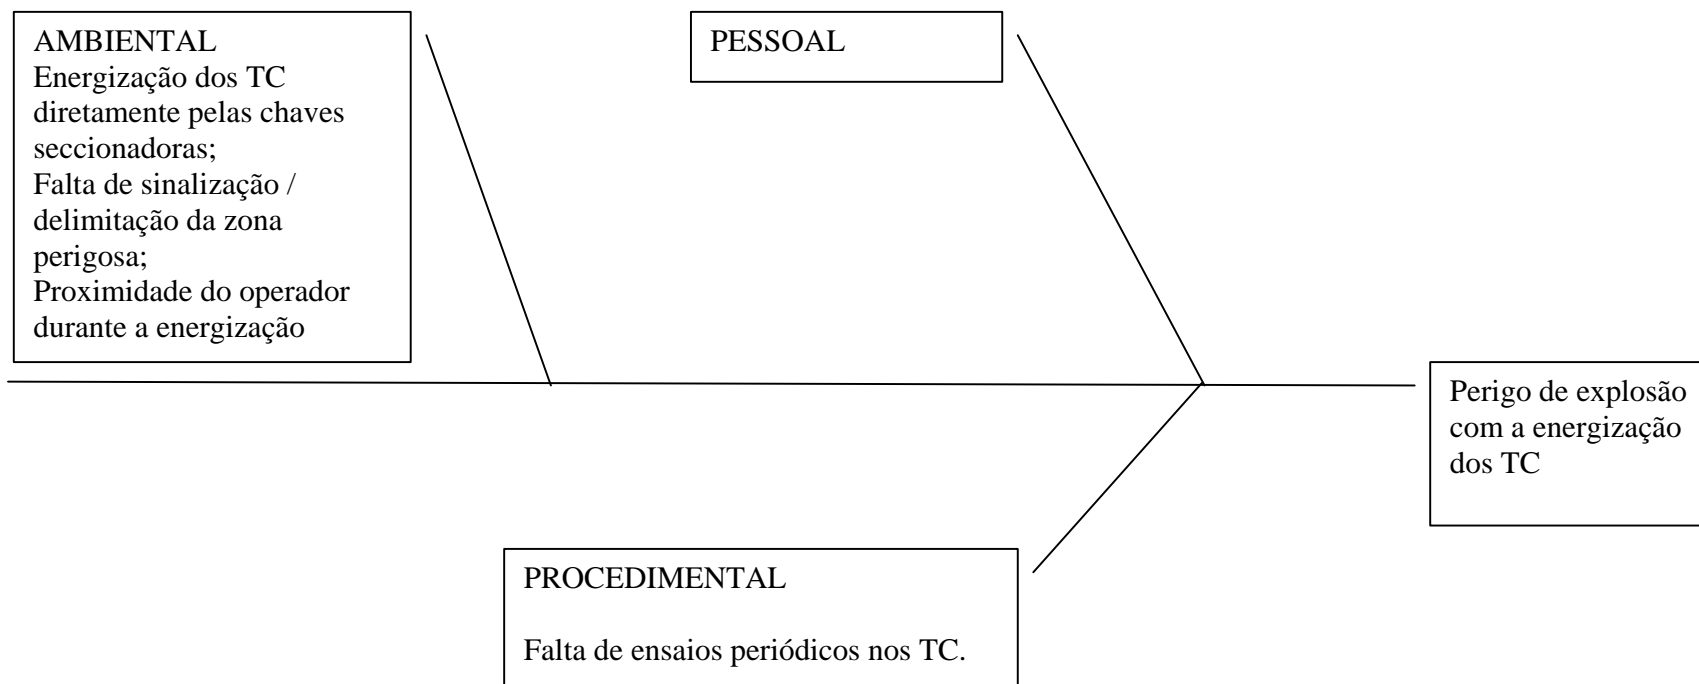 AMBIENTAL
Energização dos TC
diretamente pelas chaves
seccionadoras;
Falta de sinalização /
delimitação da zona
perigosa;
Proximidade do operador
durante a energização
PESSOAL
Perigo de explosão
com a energização
dos TC
PROCEDIMENTAL
Falta de ensaios periódicos nos TC.